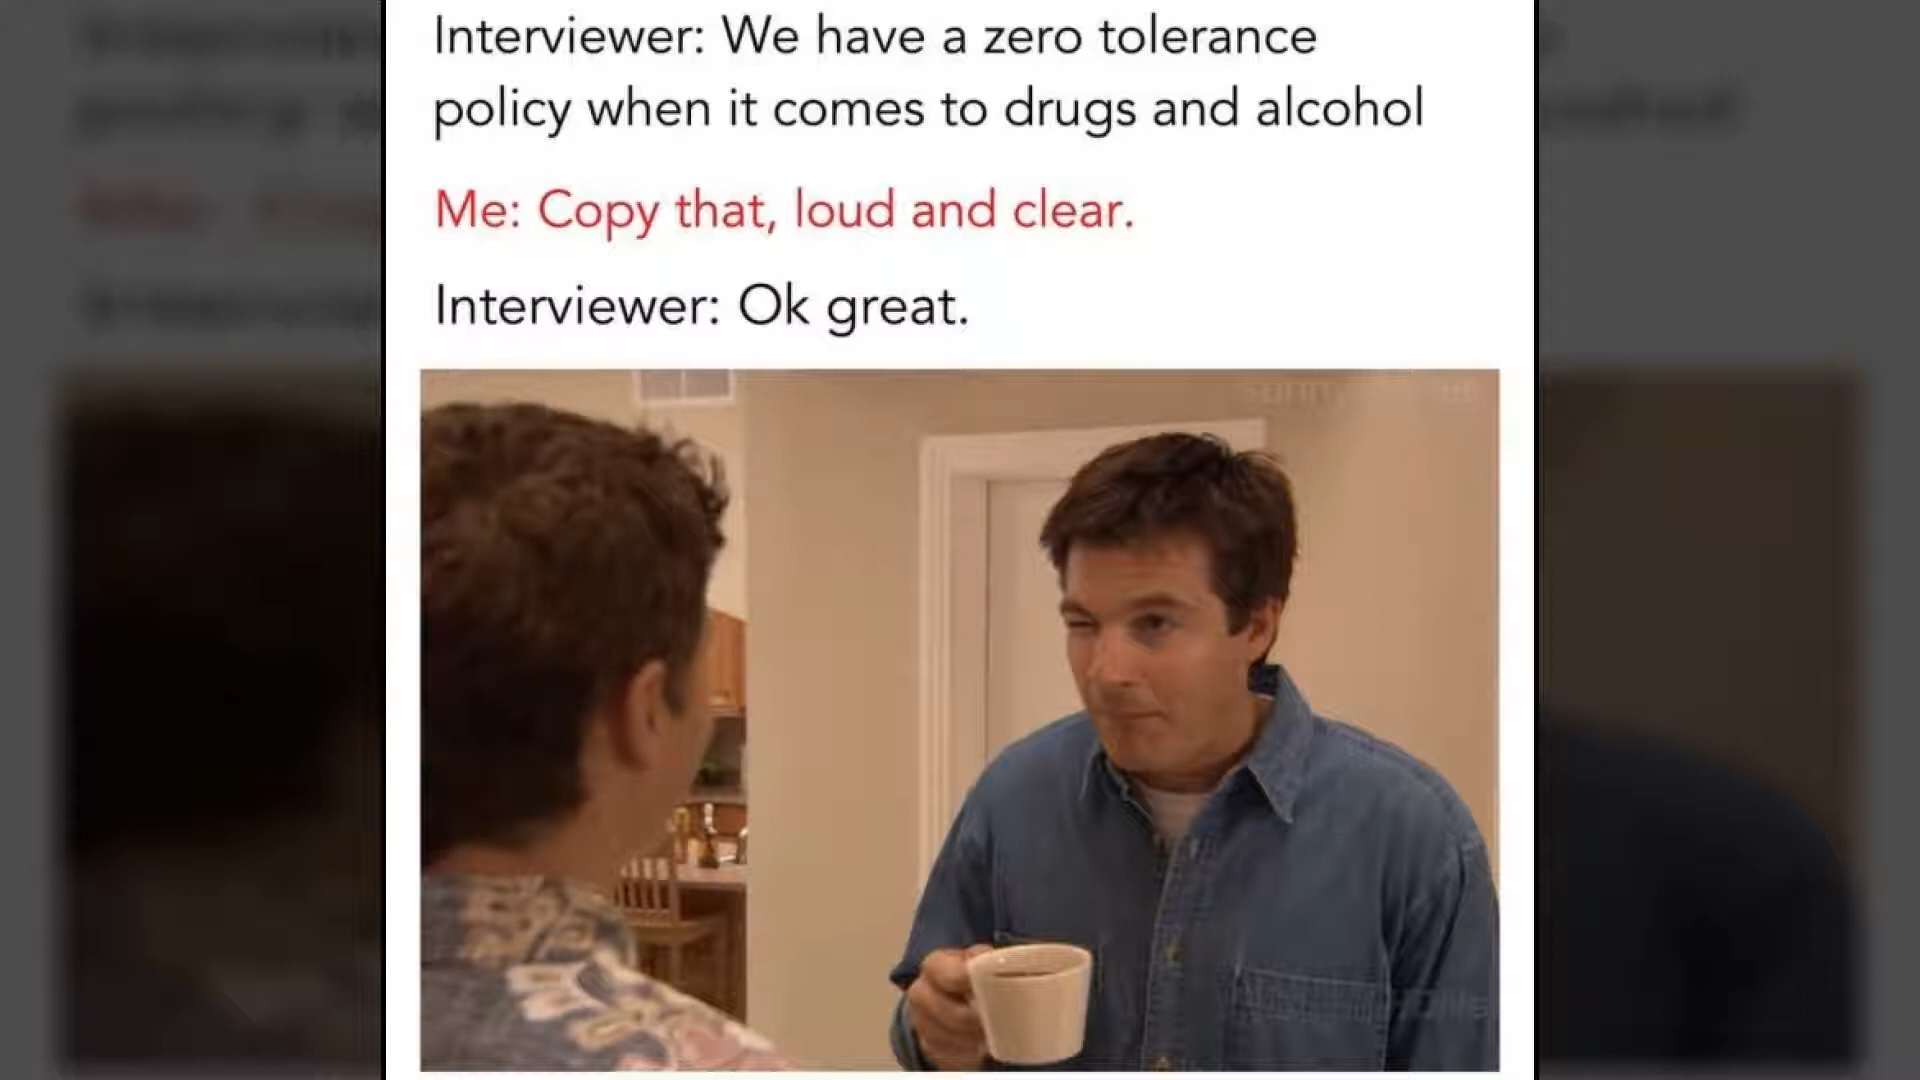 Interviewer: We have a zero tolerance
policy when it comes to drugs and alcohol
Me: Copy that, loud and clear.
Interviewer: Ok great.